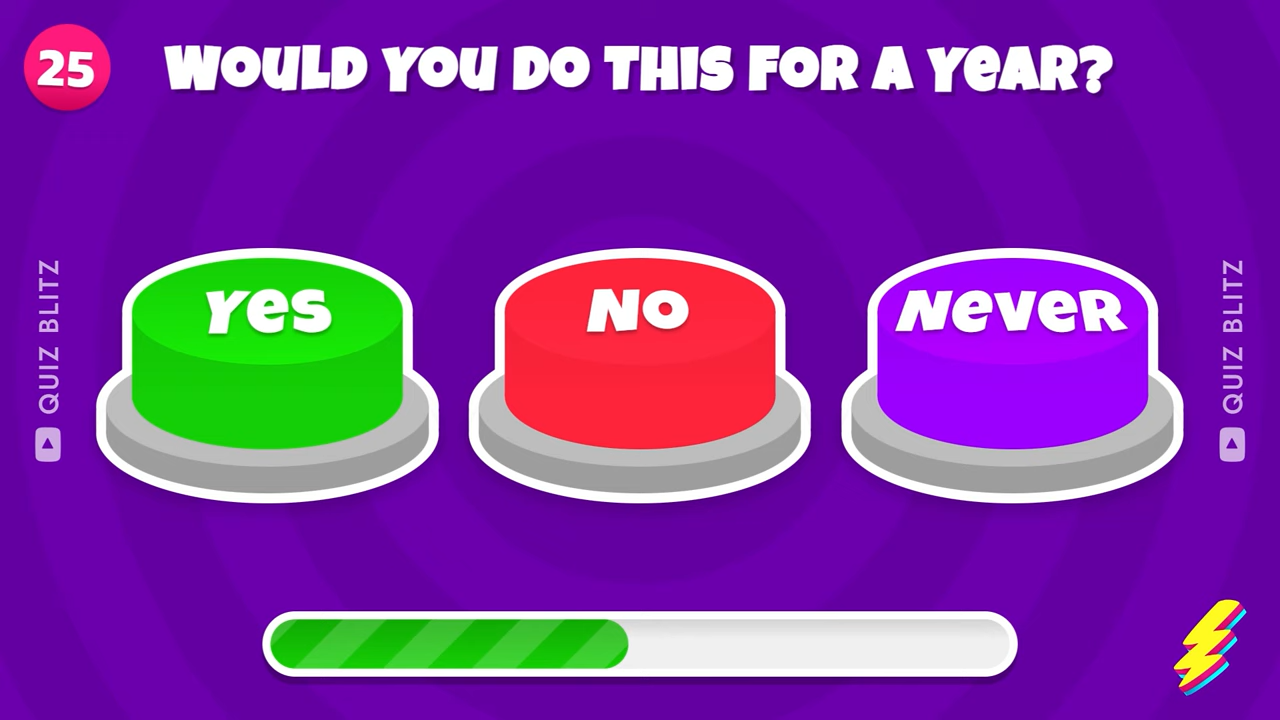 25
WOULD YOU DO THIS FOR A YEAR?
YES
NO
NEVER
QUIZ BLITZ
QUIZ BLITZ